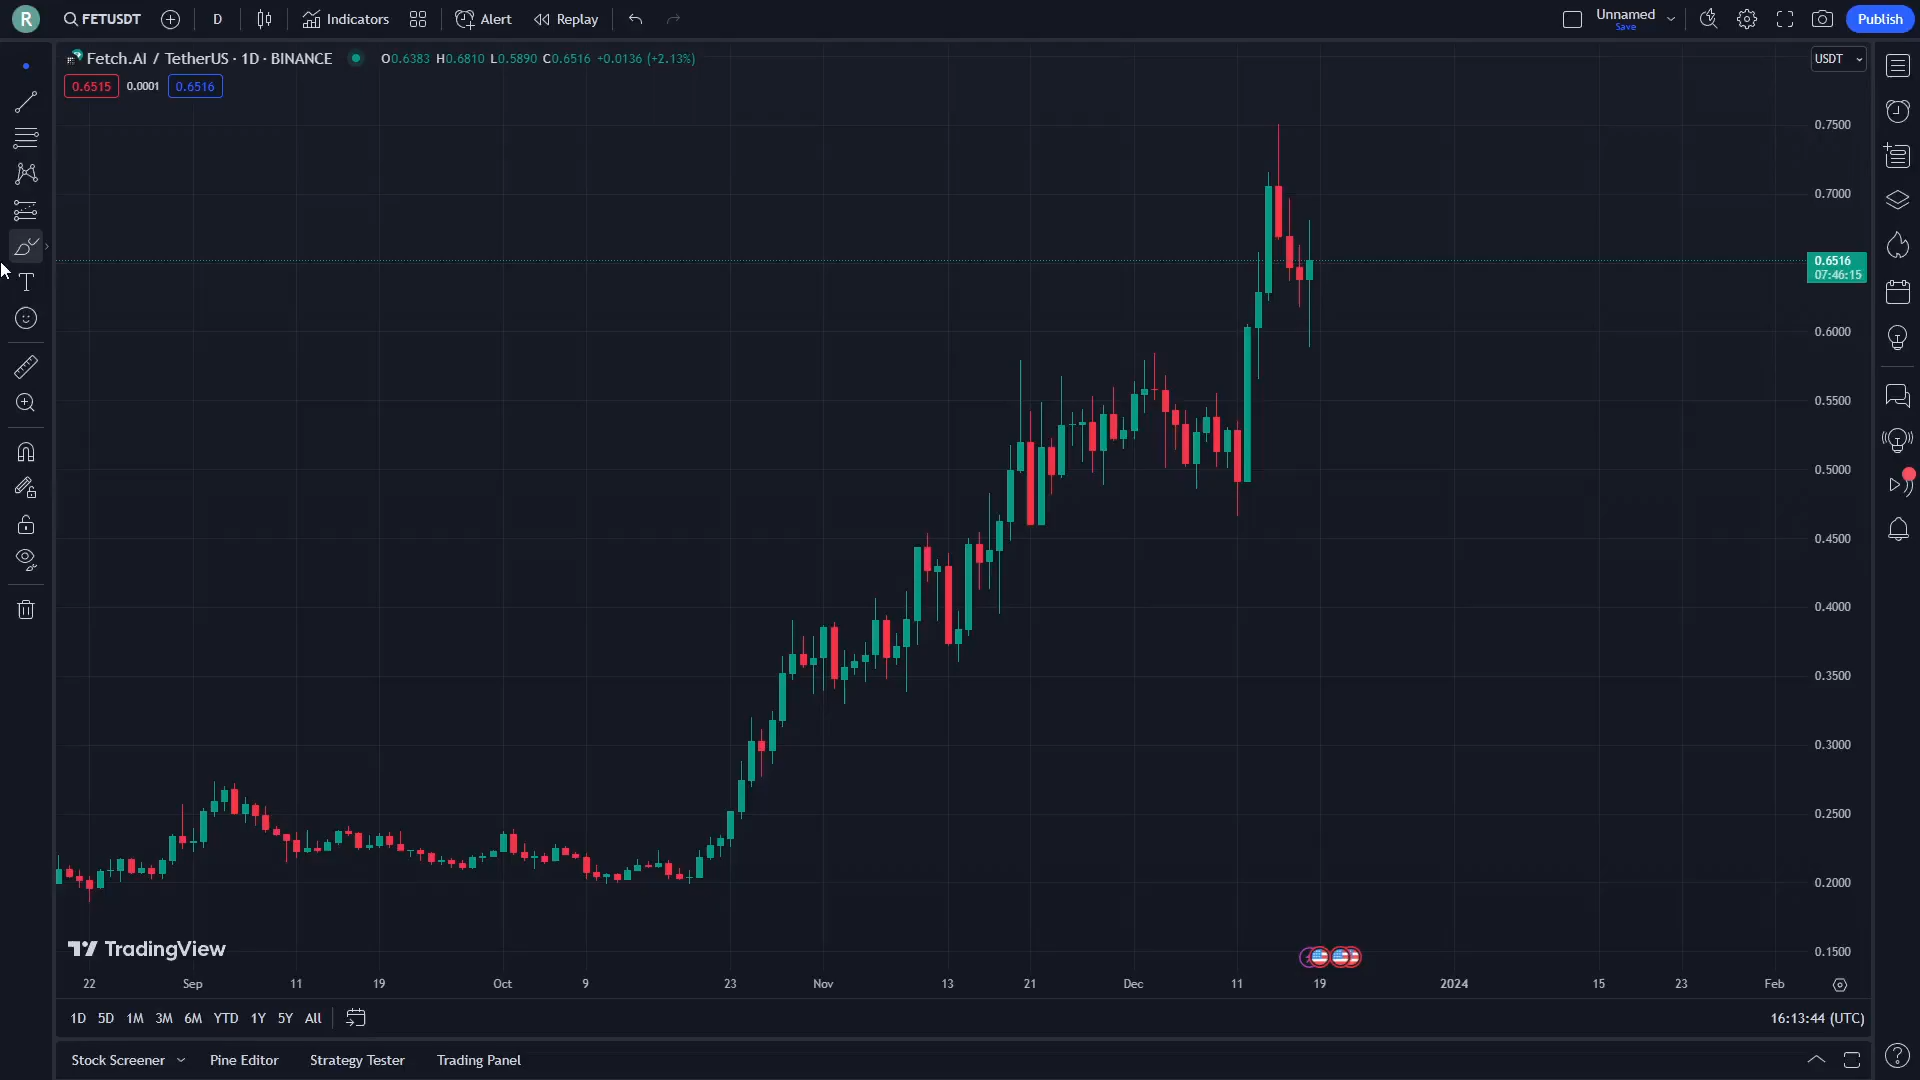 R
FETUSDT
D
Indicators
Alert
Replay
Unnamed
Save
Publish
Fetch.AI / TetherUS · 1D · BINANCE
O0.6383 H0.6810 L0.5890 C0.6516 +0.0136 (+2.13%)
USDT
0.6515
0.0001
0.6516
0.7500
0.7000
0.6516
07:46:15
0.6000
0.5500
0.5000
0.4500
0.4000
0.3500
0.3000
0.2500
0.2000
0.1500
TradingView
22 Sep 11 19 Oct 9 23 Nov 13 21 Dec 11 19 2024 15 23 Feb
1D 5D 1M 3M 6M YTD 1Y 5Y All
16:13:44 (UTC)
Stock Screener Pine Editor Strategy Tester Trading Panel